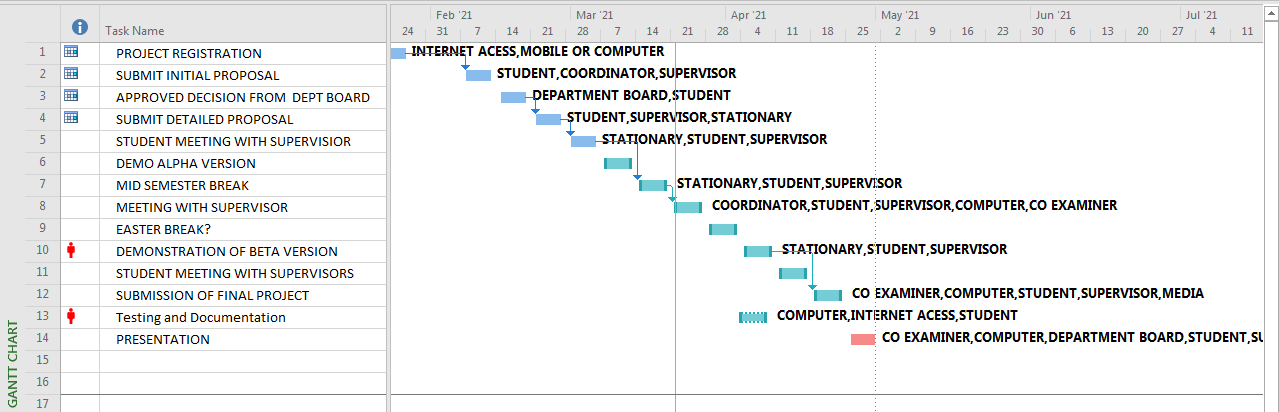 Feb '21 Mar '21 Apr '21 May '21 Jun '21 Jul '21
Task Name 24 31 7 14 21 28 7 14 21 28 4 11 18 25 2 9 16 23 30 6 13 20 27 4 11
1 PROJECT REGISTRATION INTERNET ACESS,MOBILE OR COMPUTER
2 SUBMIT INITIAL PROPOSAL STUDENT,COORDINATOR,SUPERVISOR
3 APPROVED DECISION FROM DEPT BOARD DEPARTMENT BOARD,STUDENT
4 SUBMIT DETAILED PROPOSAL STUDENT,SUPERVISOR,STATIONARY
5 STUDENT MEETING WITH SUPERVISIOR STATIONARY,STUDENT,SUPERVISOR
6 DEMO ALPHA VERSION
7 MID SEMESTER BREAK STATIONARY,STUDENT,SUPERVISOR
8 MEETING WITH SUPERVISOR COORDINATOR,STUDENT,SUPERVISOR,COMPUTER,CO EXAMINER
9 EASTER BREAK?
10 DEMONSTRATION OF BETA VERSION STATIONARY,STUDENT,SUPERVISOR
11 STUDENT MEETING WITH SUPERVISORS
12 SUBMISSION OF FINAL PROJECT CO EXAMINER,COMPUTER,STUDENT,SUPERVISOR,MEDIA
13 Testing and Documentation COMPUTER,INTERNET ACESS,STUDENT
14 PRESENTATION CO EXAMINER,COMPUTER,DEPARTMENT BOARD,STUDENT,SU
15
16
17
GANTT CHART